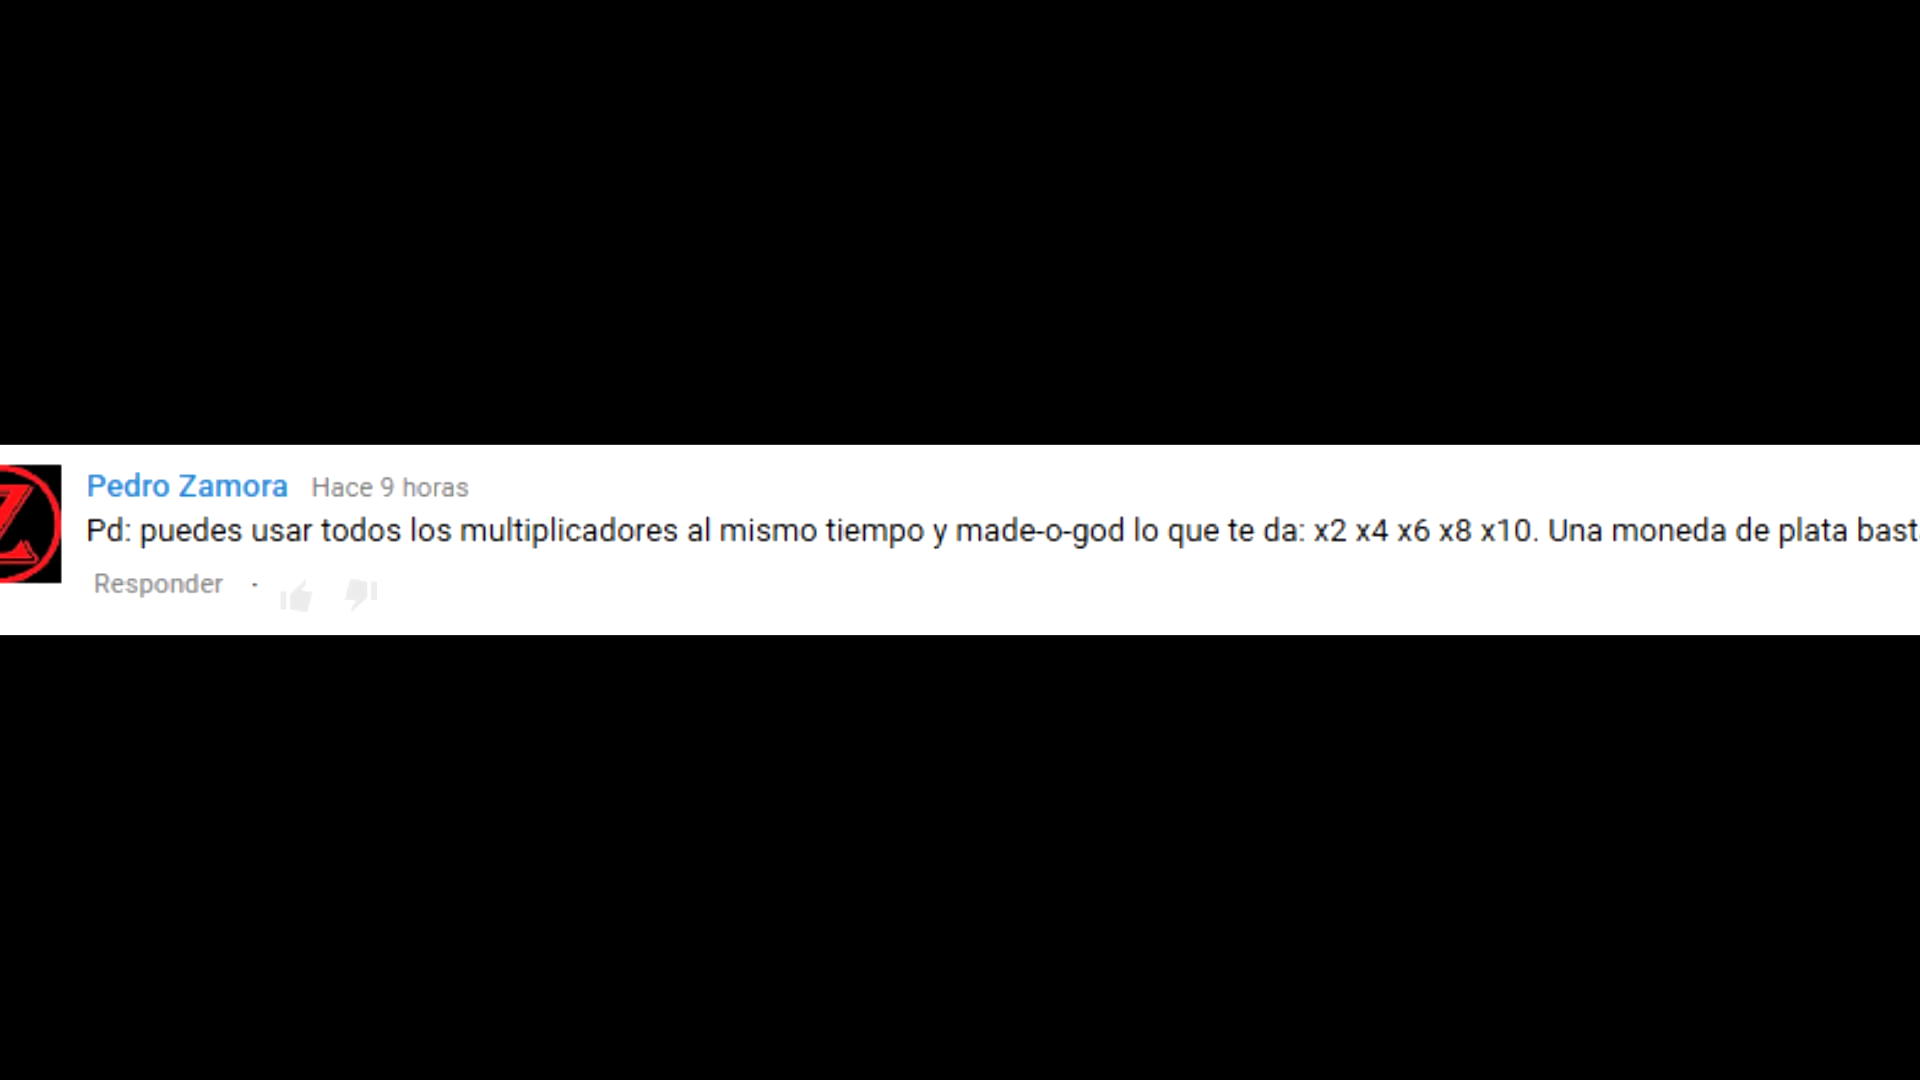 Pedro Zamora Hace 9 horas
Pd: puedes usar todos los multiplicadores al mismo tiempo y made-o-god lo que te da: x2 x4 x6 x8 x10. Una moneda de plata
Responder ·